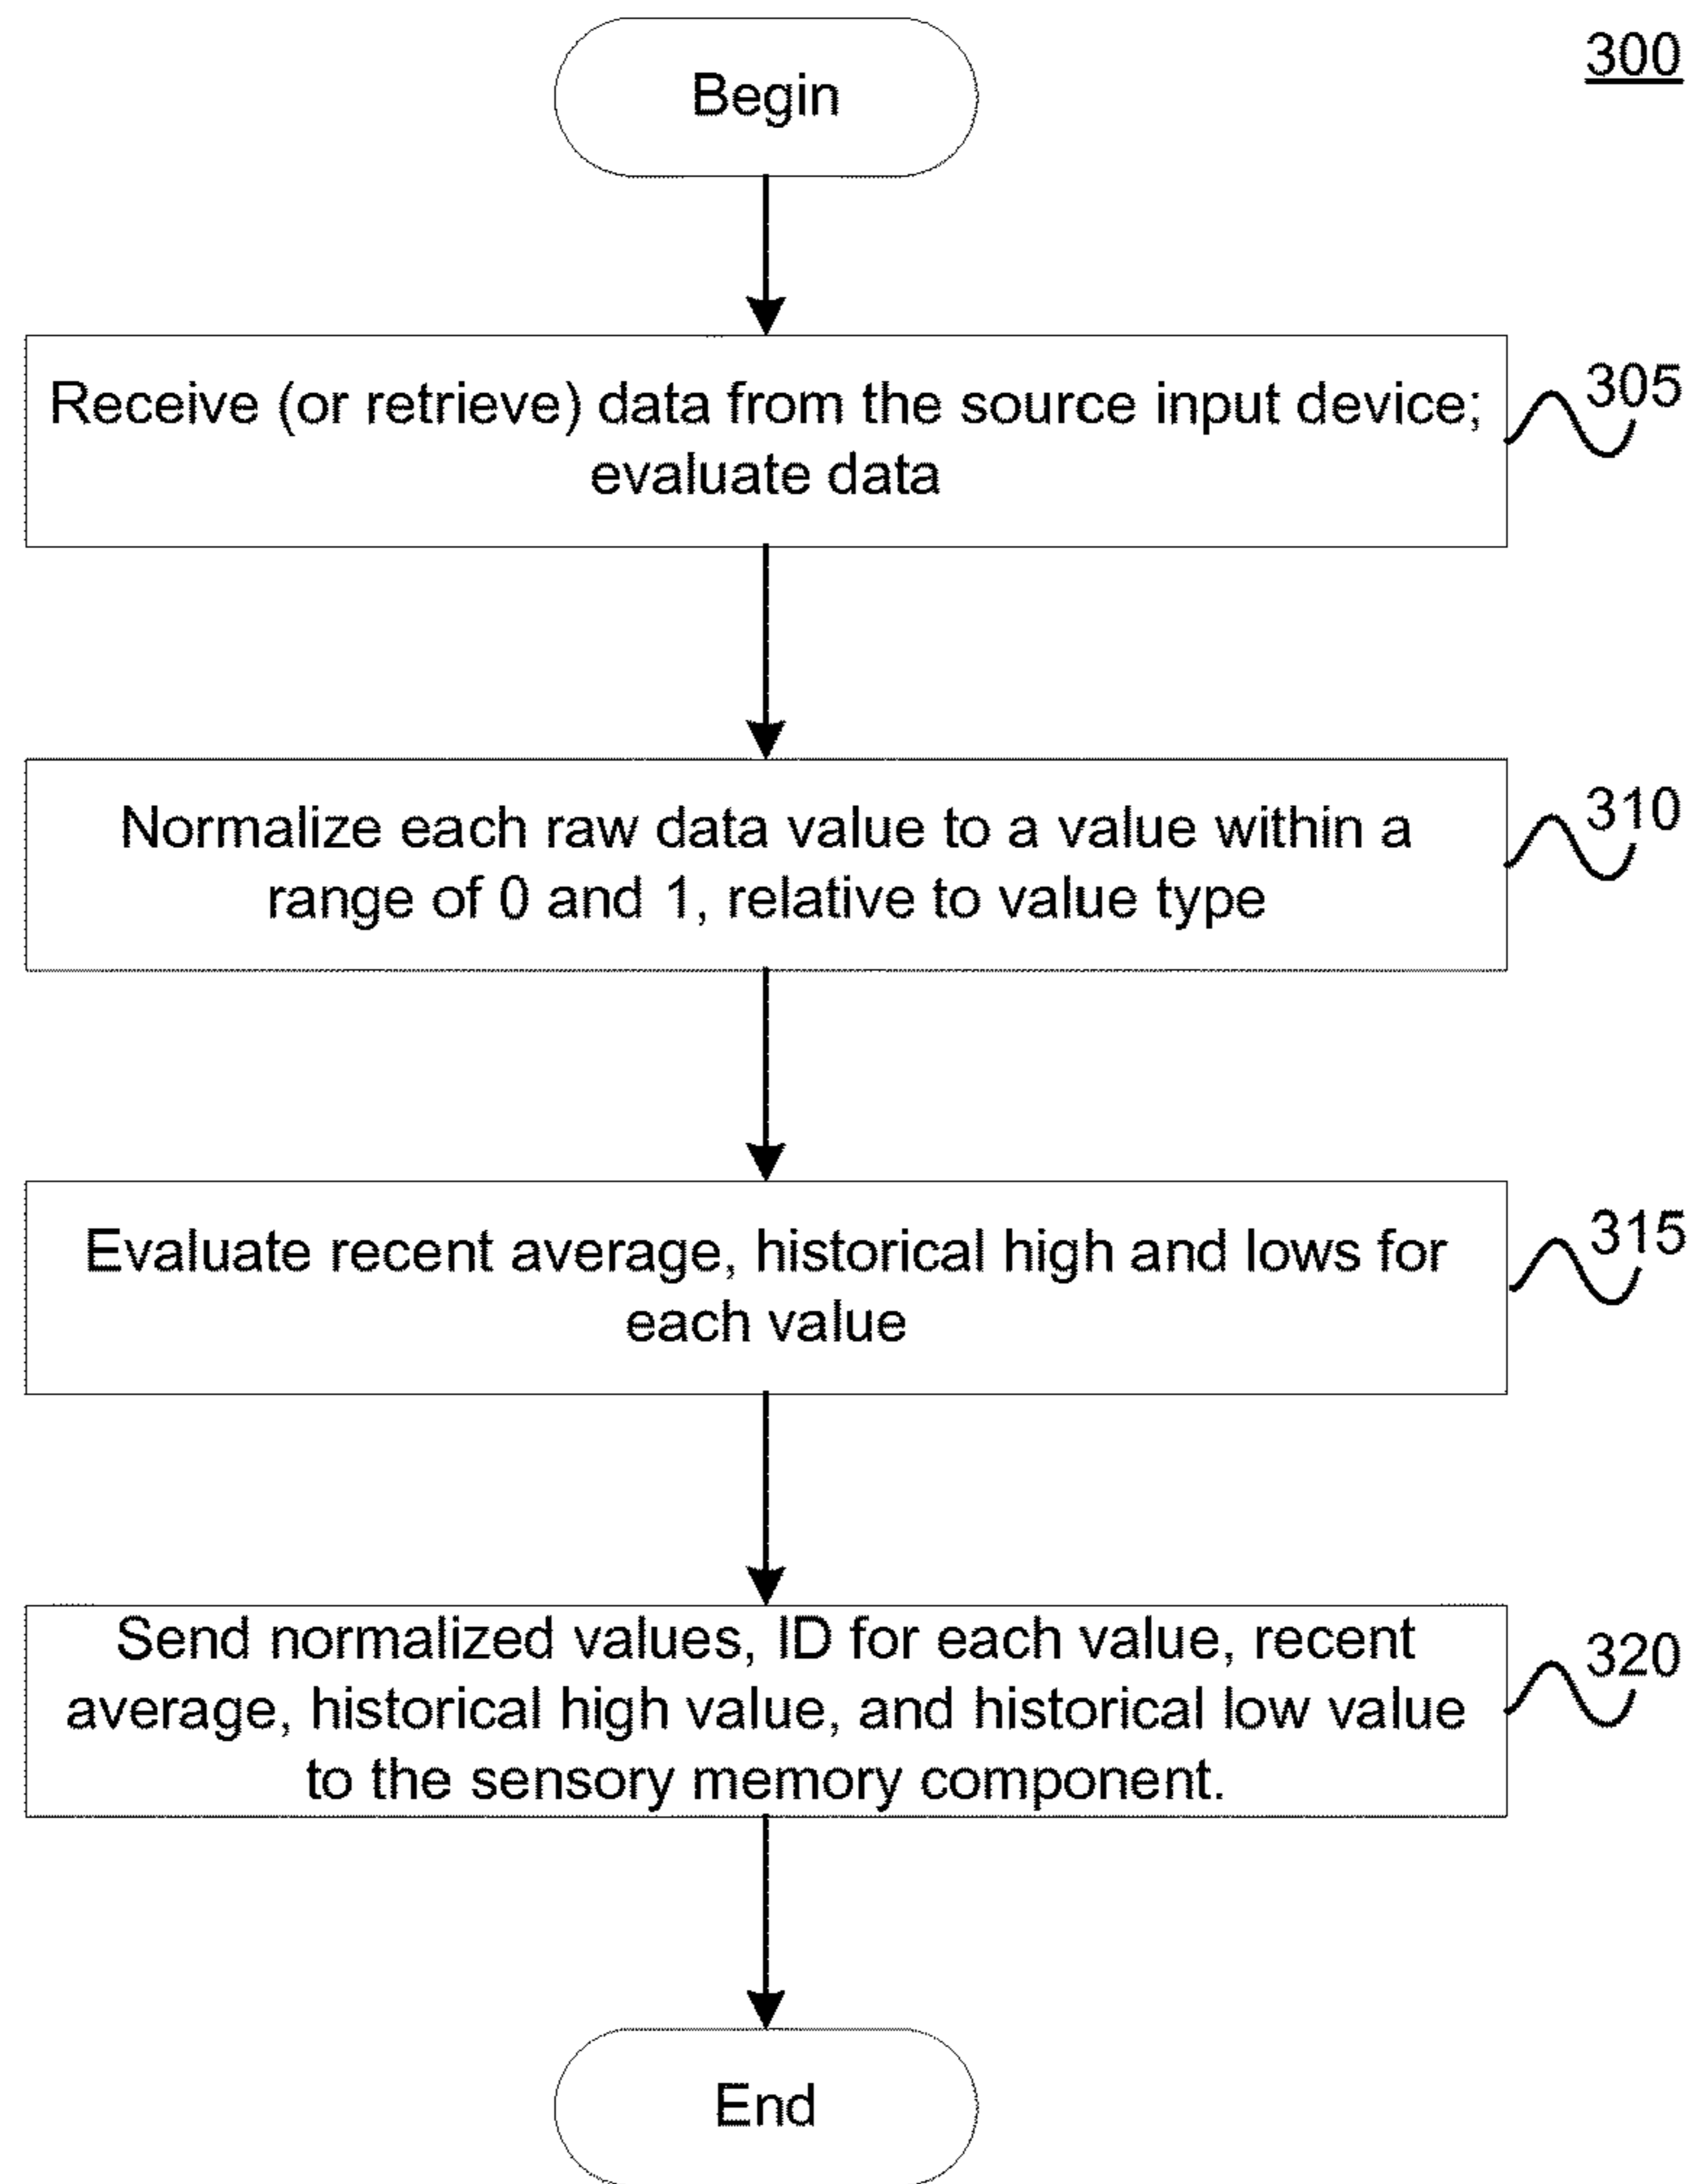 300
Begin
Receive (or retrieve) data from the source input device;
evaluate data
305
Normalize each raw data value to a value within a
range of 0 and 1, relative to value type
310
Evaluate recent average, historical high and lows for
each value
315
Send normalized values, ID for each value, recent
average, historical high value, and historical low value
to the sensory memory component.
320
End